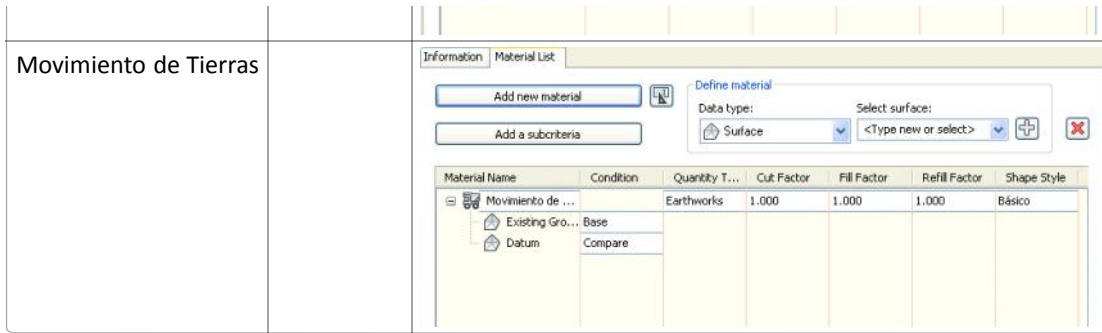 Movimiento de Tierras
Information Material List
Add new material
Define material
Data type: Select surface:
Surface <Type new or select>
Add a subcriteria
Material Name Condition Quantity T... Cut Factor Fill Factor Refill Factor Shape Style
Movimiento de ... Earthworks 1.000 1.000 1.000 Básico
Existing Gro... Base
Datum Compare